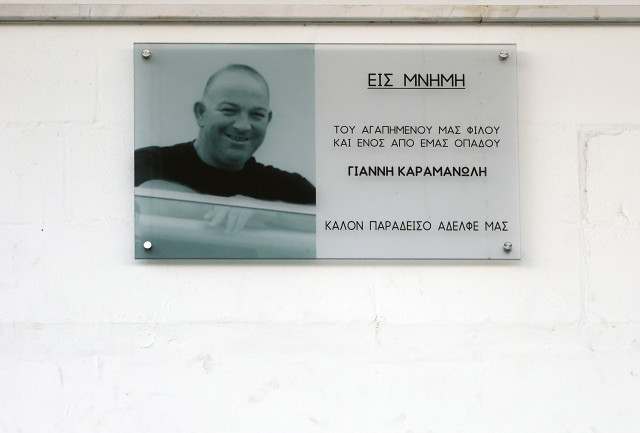 ΕΙΣ ΜΝΗΜΗ
ΤΟΥ ΑΓΑΠΗΜΕΝΟΥ ΜΑΣ ΦΙΛΟΥ
ΚΑΙ ΕΝΟΣ ΑΠΟ ΕΜΑΣ ΟΠΑΔΟΥ
ΓΙΑΝΝΗ ΚΑΡΑΜΑΝΩΛΗ
ΚΑΛΟΝ ΠΑΡΑΔΕΙΣΟ ΑΔΕΛΦΕ ΜΑΣ